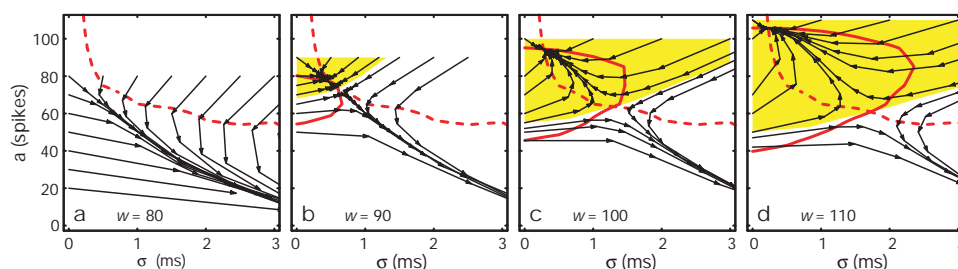 a (spikes)
100
80
60
40
20
0
a w = 80
b w = 90
c w = 100
d w = 110
0 1 2 3
0 1 2 3
0 1 2 3
0 1 2 3
σ (ms)
σ (ms)
σ (ms)
σ (ms)